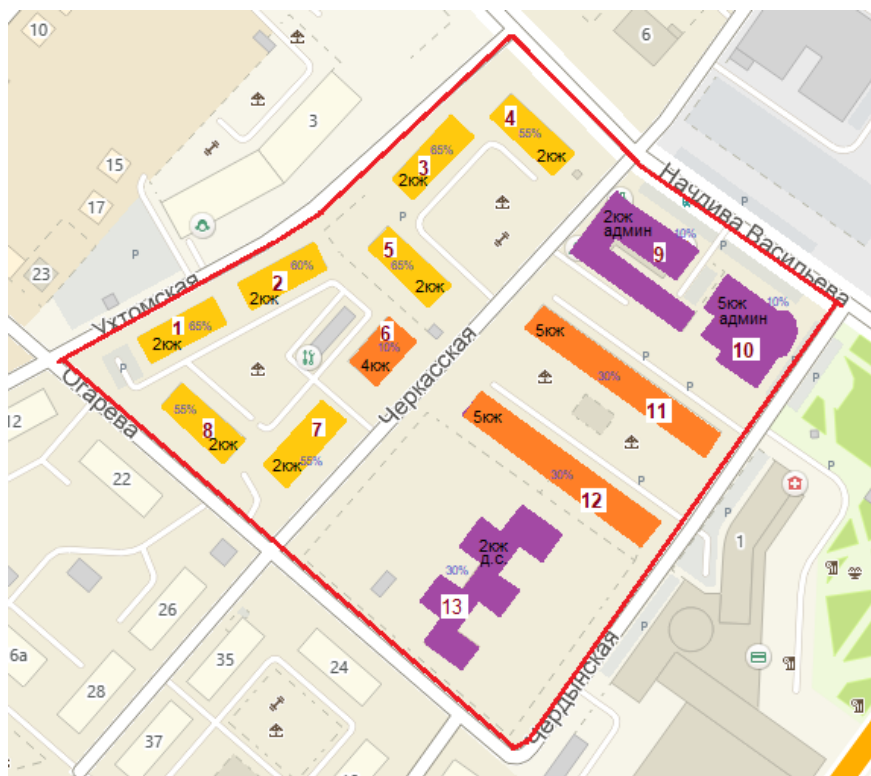 10
6
3
15
17
23
4
55%
2кж
65%
3
2кж
Начдива Васильева
P
P
5
65%
2кж
2кж
админ
10%
9
P
P
60%
2
2кж
Ухтомская
1
65%
2кж
6
10%
4кж
5кж
админ
10%
10
P
5кж
30%
11
P
P
P
Огарева
Черкасская
55%
8
2кж
7
2кж
55%
12
22
5кж
30%
12
P
P
1
26
2кж
д.с.
30%
13
P
6а
28
35
24
37
Чердынская